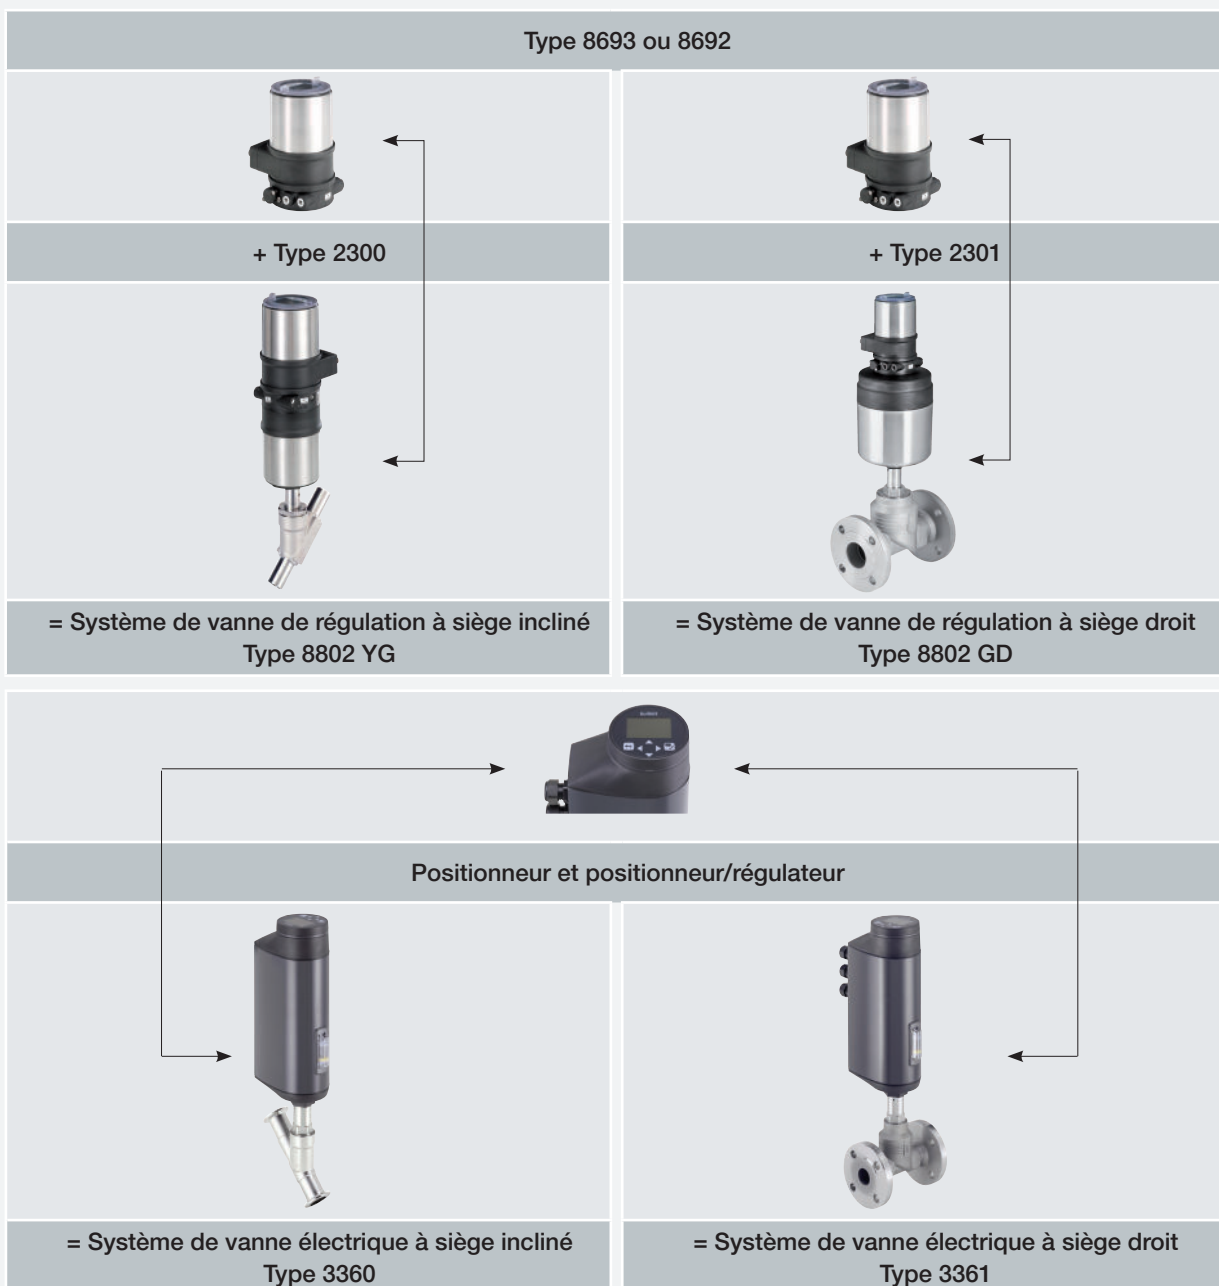 Type 8693 ou 8692
+ Type 2300
+ Type 2301
= Système de vanne de régulation à siège incliné
Type 8802 YG
= Système de vanne de régulation à siège droit
Type 8802 GD
Positionneur et positionneur/régulateur
= Système de vanne électrique à siège incliné
Type 3360
= Système de vanne électrique à siège droit
Type 3361